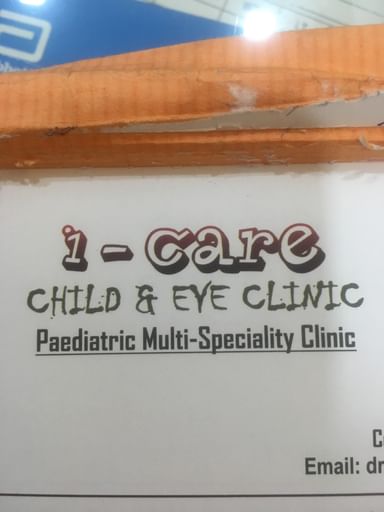 i-care
CHILD & EYE CLINIC
Paediatric Multi-Speciality Clinic
Email: